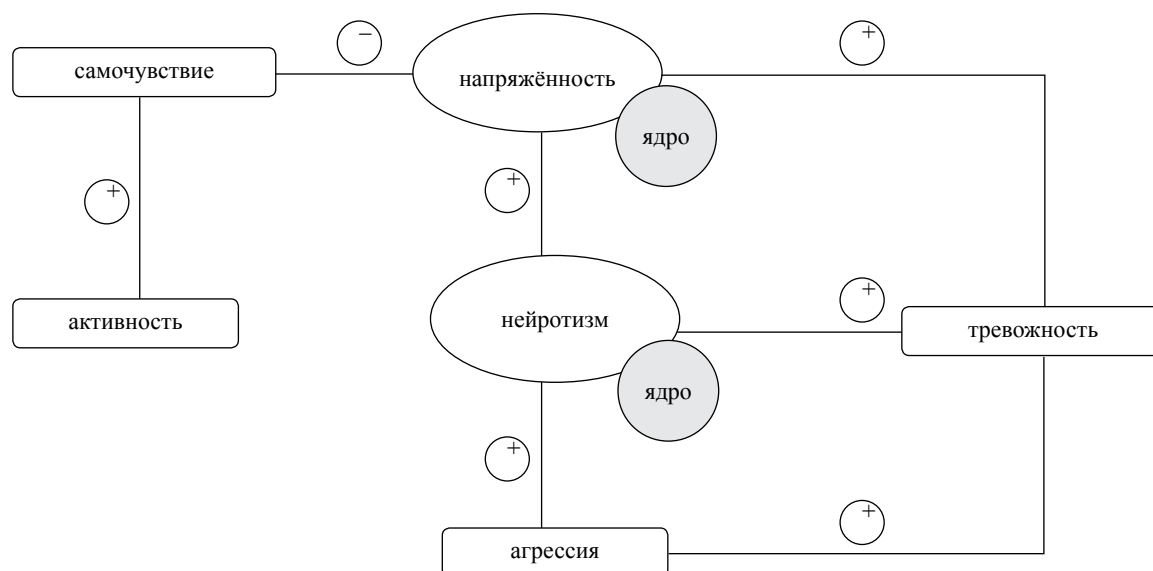 −
+
самочувствие
напряжённость
ядро
+
+
активность
нейротизм
+
тревожность
ядро
+
+
агрессия